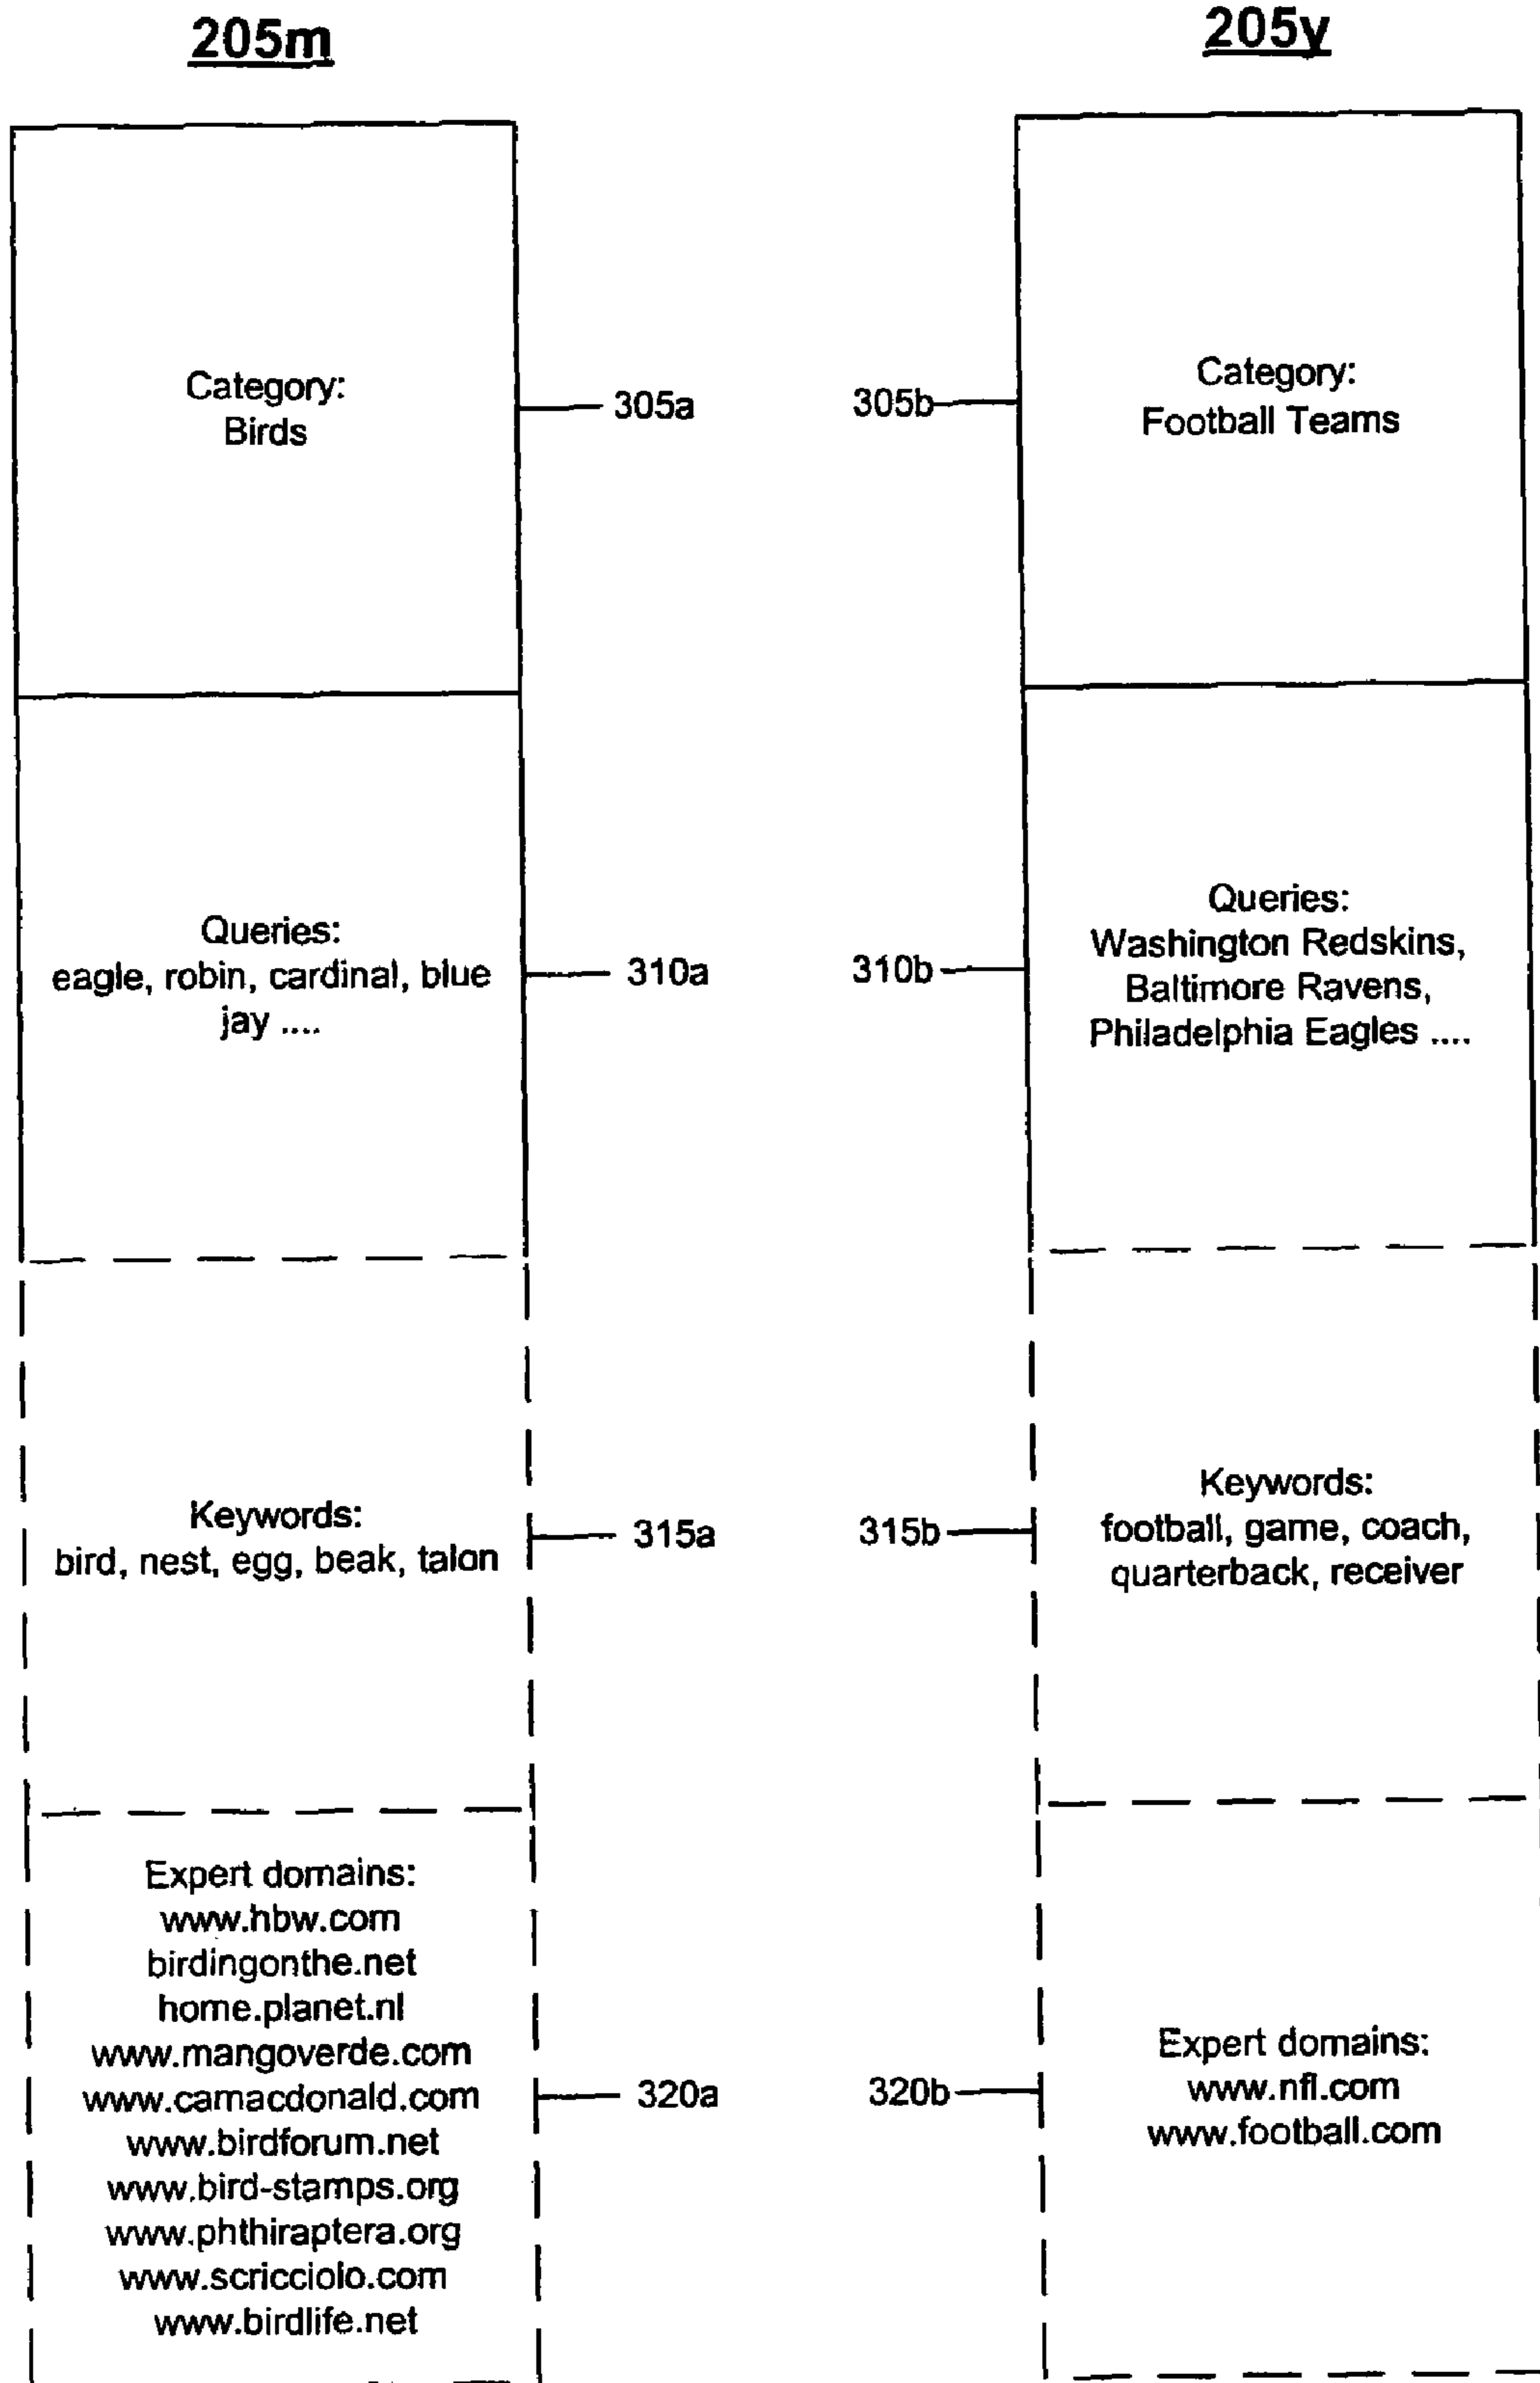 205m
Category:
Birds
305a
Queries:
eagle, robin, cardinal, blue
jay ....
310a
Keywords:
bird, nest, egg, beak, talon
315a
Expert domains:
www.hbw.com
birdingonthe.net
home.planet.nl
www.mangoverde.com
www.camacdonald.com
www.birdforum.net
www.bird-stamps.org
www.phthiraptera.org
www.scricciolo.com
www.birdlife.net
320a
205y
Category:
Football Teams
305b
Queries:
Washington Redskins,
Baltimore Ravens,
Philadelphia Eagles ....
310b
Keywords:
football, game, coach,
quarterback, receiver
315b
Expert domains:
www.nfl.com
www.football.com
320b